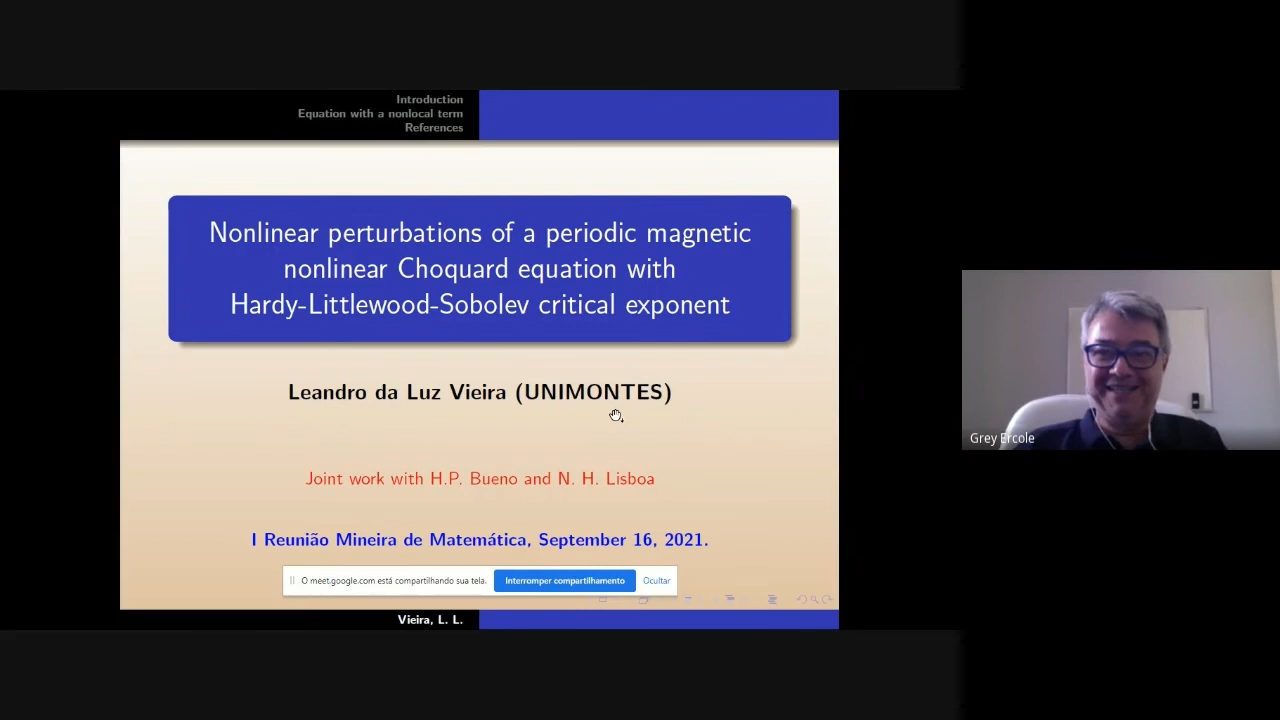 Introduction
Equation with a nonlocal term
References
Nonlinear perturbations of a periodic magnetic
nonlinear Choquard equation with
Hardy-Littlewood-Sobolev critical exponent
Leandro da Luz Vieira (UNIMONTES)
Joint work with H.P. Bueno and N. H. Lisboa
I Reunião Mineira de Matemática, September 16, 2021.
O meet.google.com está compartilhando sua tela.
Interromper compartilhamento
Ocultar
Vieira, L. L.
Grey Ercole